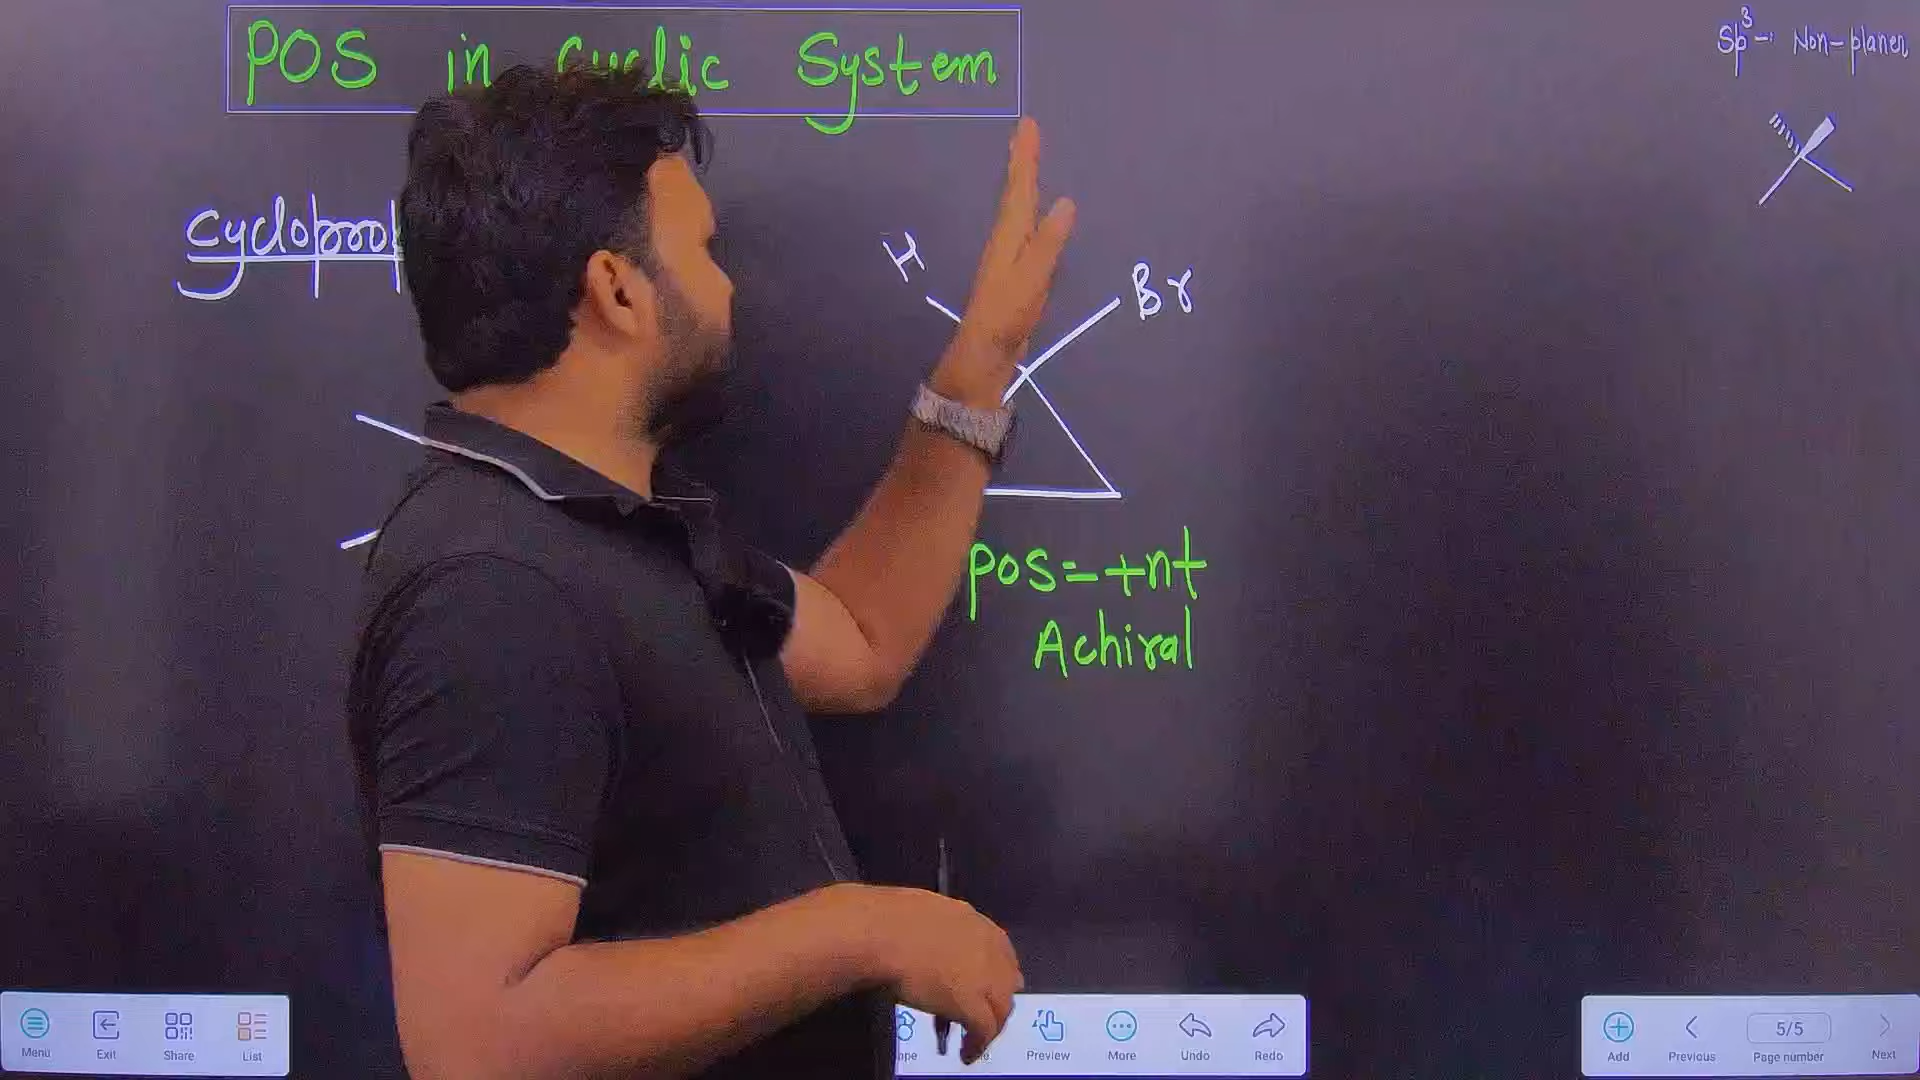 POS in cyclic System
Sp³-: Non-planer
H
Br
POS = +nt
Achiral
Menu
Exit
Share
List
Preview
More
Undo
Redo
Add
Previous
5/5
Page number
Next